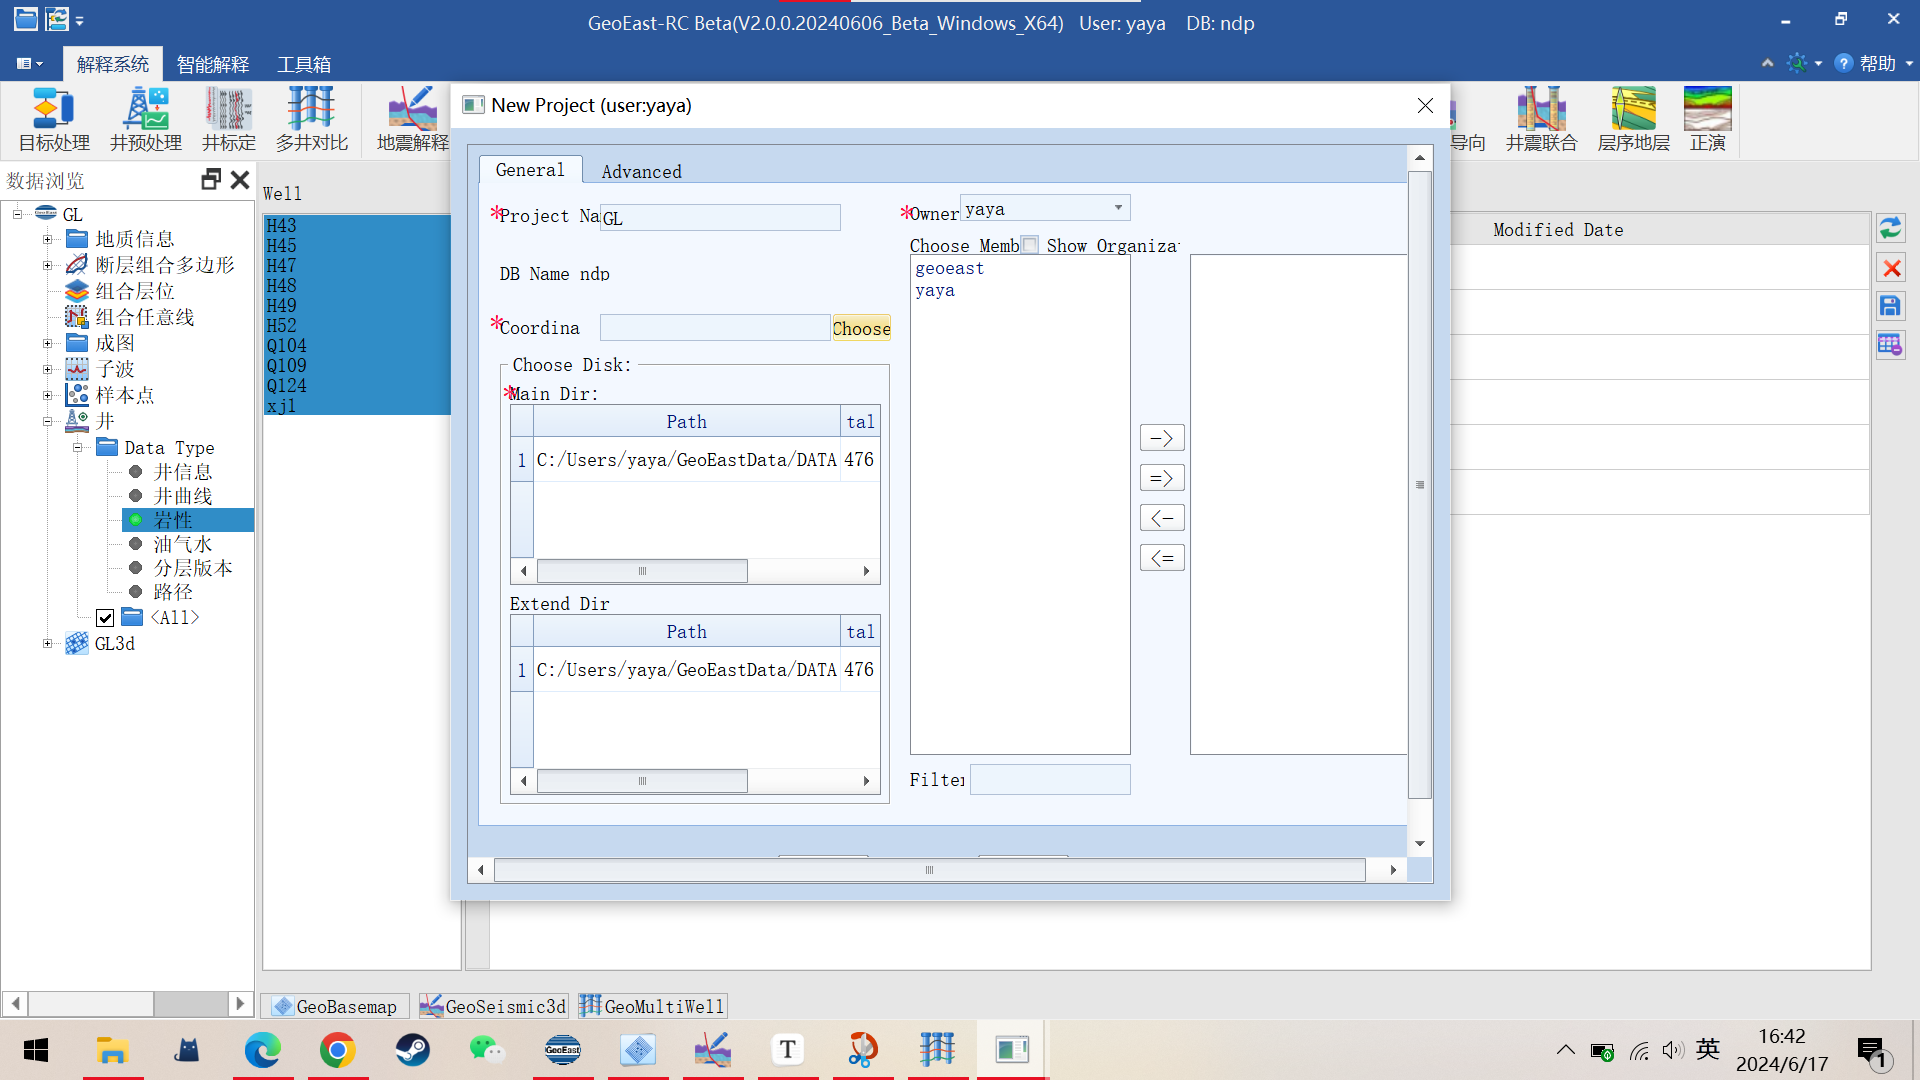 GeoEast-RC Beta(V2.0.0.20240606_Beta_Windows_X64) User: yaya DB: ndp
解释系统 智能解释 工具箱
帮助
目标处理 井预处理 井标定 多井对比 地震解释 导向 井震联合 层序地层 正演
New Project (user:yaya)
数据浏览
GL
地质信息
断层组合多边形
组合层位
组合任意线
成图
子波
样本点
井
Data Type
井信息
井曲线
岩性
油气水
分层版本
路径
<All>
GL3d
Well
H43
H45
H47
H48
H49
H52
Q104
Q109
Q124
xj1
General Advanced
Project Na GL
DB Name ndp
Coordina Choose
Choose Disk:
Main Dir:
Path tal
1 C:/Users/yaya/GeoEastData/DATA 476
Extend Dir
Path tal
1 C:/Users/yaya/GeoEastData/DATA 476
Owner yaya
Choose Memb Show Organiza
geoeast
yaya
—>
=>
<—
<=
Filter
Modified Date
GeoBasemap GeoSeismic3d GeoMultiWell
GeoEast
T
英
16:42
2024/6/17
1